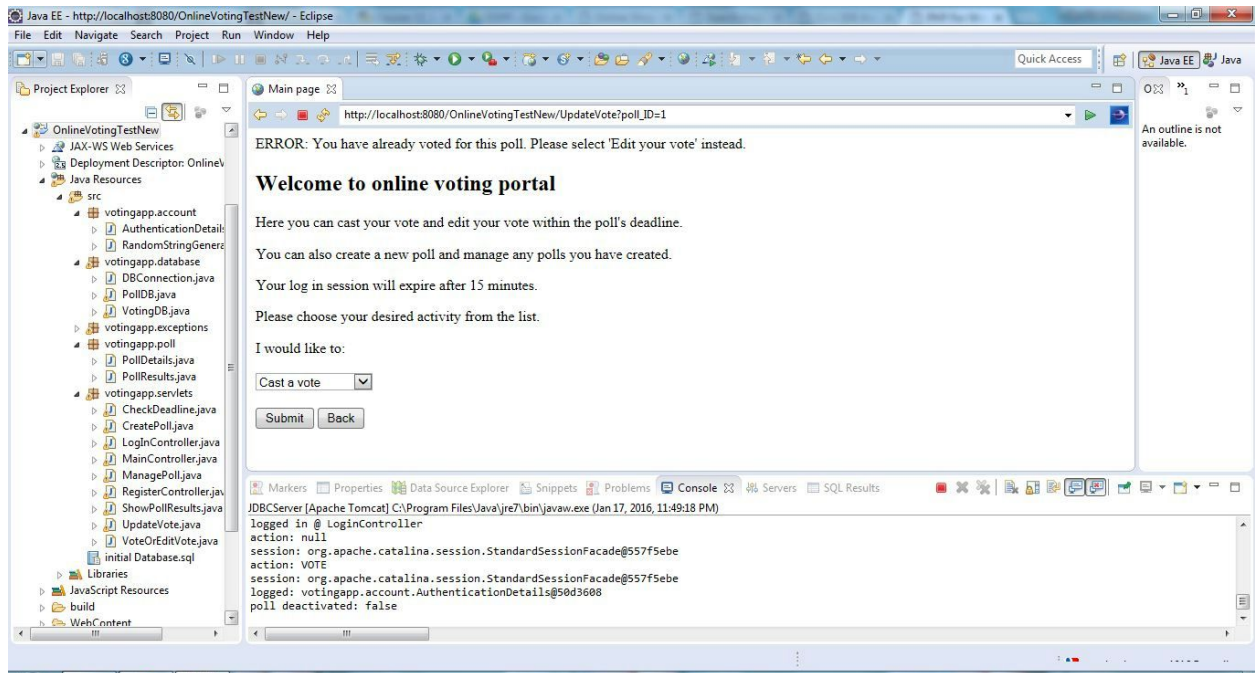 Java EE - http://localhost:8080/OnlineVotingTestNew/ - Eclipse
File Edit Navigate Search Project Run Window Help
Quick Access Java EE Java
Project Explorer
OnlineVotingTestNew
JAX-WS Web Services
Deployment Descriptor: OnlineV
Java Resources
src
votingapp.account
AuthenticationDetail
RandomStringGenera
votingapp.database
DBConnection.java
PollDB.java
VotingDB.java
votingapp.exceptions
votingapp.poll
PollDetails.java
PollResults.java
votingapp.servlets
CheckDeadline.java
CreatePoll.java
LogInController.java
MainController.java
ManagePoll.java
RegisterController.jav
ShowPollResults.java
UpdateVote.java
VoteOrEditVote.java
initial Database.sql
Libraries
JavaScript Resources
build
WebContent
Main page
http://localhost:8080/OnlineVotingTestNew/UpdateVote?poll_ID=1
ERROR: You have already voted for this poll. Please select 'Edit your vote' instead.
Welcome to online voting portal
Here you can cast your vote and edit your vote within the poll's deadline.
You can also create a new poll and manage any polls you have created.
Your log in session will expire after 15 minutes.
Please choose your desired activity from the list.
I would like to:
Cast a vote
Submit Back
Markers Properties Data Source Explorer Snippets Problems Console Servers SQL Results
JDBCServer [Apache Tomcat] C:\Program Files\Java\jre7\bin\javaw.exe (Jan 17, 2016, 11:49:18 PM)
logged in @ LoginController
action: null
session: org.apache.catalina.session.StandardSessionFacade@557f5ebe
action: VOTE
session: org.apache.catalina.session.StandardSessionFacade@557f5ebe
logged: votingapp.account.AuthenticationDetails@50d3608
poll deactivated: false
An outline is not
available.